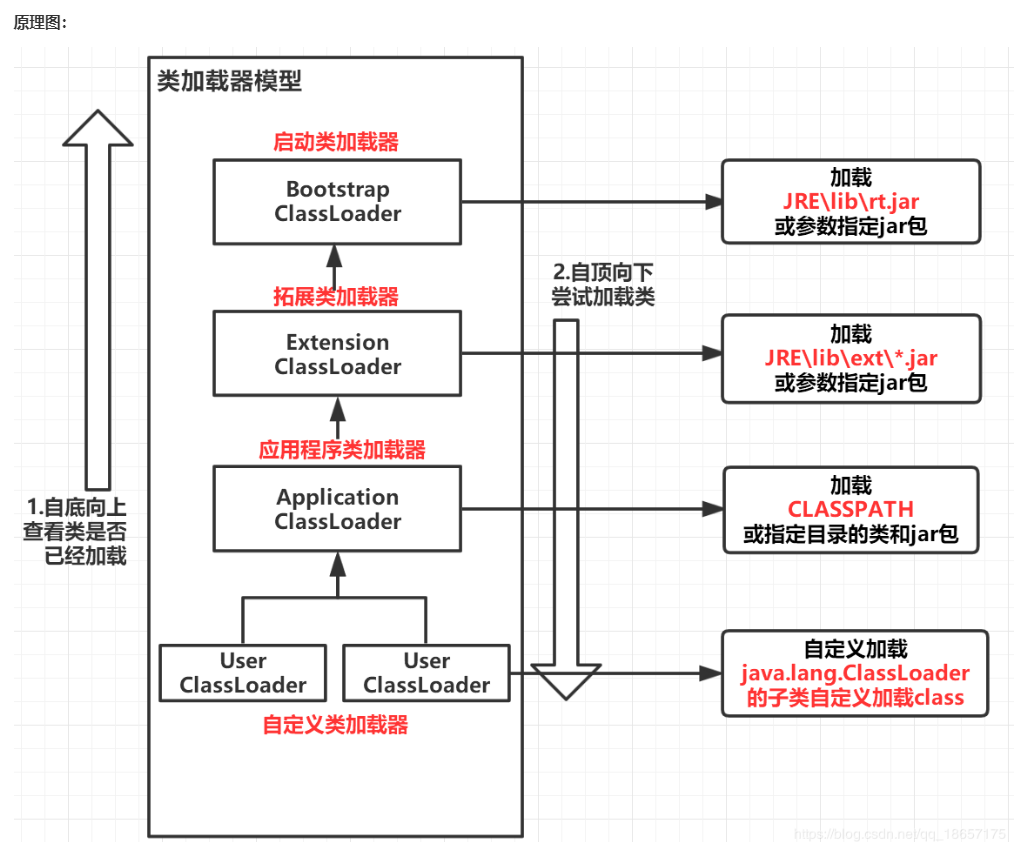 原理图:
类加载器模型
启动类加载器
Bootstrap
ClassLoader
加载
JRE\lib\rt.jar
或参数指定jar包
2.自顶向下
尝试加载类
拓展类加载器
Extension
ClassLoader
加载
JRE\lib\ext\*.jar
或参数指定jar包
应用程序类加载器
Application
ClassLoader
加载
CLASSPATH
或指定目录的类和jar包
1.自底向上
查看类是否
已经加载
User
ClassLoader
User
ClassLoader
自定义类加载器
自定义加载
java.lang.ClassLoader
的子类自定义加载class
https://blog.csdn.net/qq_18657175